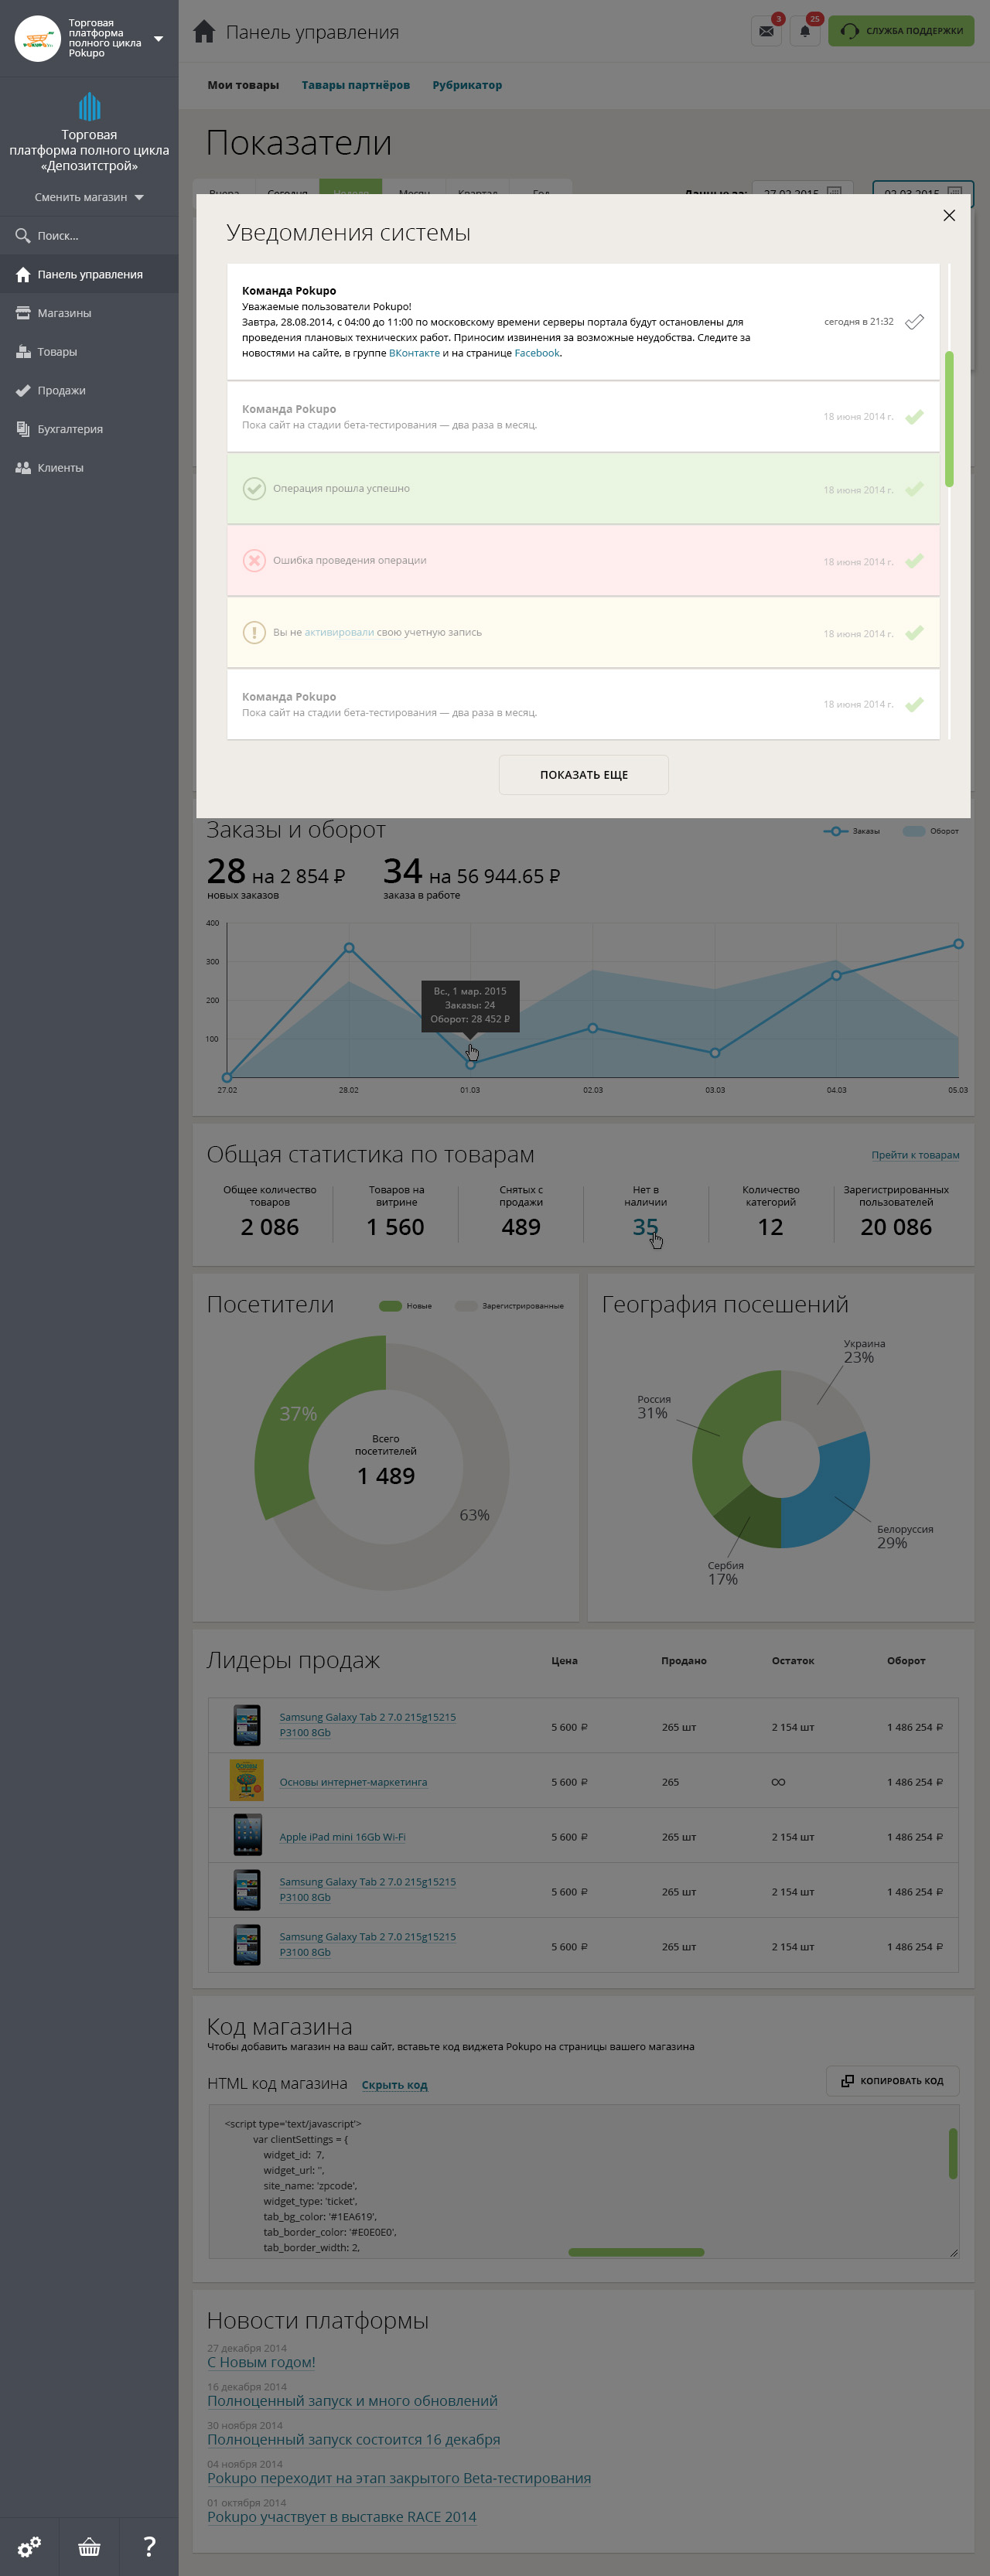 Торговая
платформа
полного цикла
Pokupo
Торговая
платформа полного цикла
«Депозитстрой»
Сменить магазин
Поиск...
Панель управления
Магазины
Товары
Продажи
Бухгалтерия
Клиенты
Панель управления
3
25
СЛУЖБА ПОДДЕРЖКИ
Мои товары Тавары партнёров Рубрикатор
Показатели
Вчера Сегодня Неделя Месяц Квартал Год
Данные за: 27.02.2015 02.03.2015
Уведомления системы
Команда Pokupo
Уважаемые пользователи Pokupo!
Завтра, 28.08.2014, с 04:00 до 11:00 по московскому времени серверы портала будут остановлены для
проведения плановых технических работ. Приносим извинения за возможные неудобства. Следите за
новостями на сайте, в группе ВКонтакте и на странице Facebook.
сегодня в 21:32
Команда Pokupo
Пока сайт на стадии бета-тестирования — два раза в месяц.
18 июня 2014 г.
Операция прошла успешно
18 июня 2014 г.
Ошибка проведения операции
18 июня 2014 г.
Вы не активировали свою учетную запись
18 июня 2014 г.
Команда Pokupo
Пока сайт на стадии бета-тестирования — два раза в месяц.
18 июня 2014 г.
ПОКАЗАТЬ ЕЩЕ
Заказы и оборот
Заказы Оборот
28 на 2 854 ₽
новых заказов
34 на 56 944.65 ₽
заказа в работе
400
300
200
100
Вс., 1 мар. 2015
Заказы: 24
Оборот: 28 452 ₽
27.02 28.02 01.03 02.03 03.03 04.03 05.03
Общая статистика по товарам
Прейти к товарам
Общее количество
товаров
2 086
Товаров на
витрине
1 560
Снятых с
продажи
489
Нет в
наличии
35
Количество
категорий
12
Зарегистрированных
пользователей
20 086
Посетители
Новые Зарегистрированные
37%
Всего
посетителей
1 489
63%
География посешений
Украина
23%
Россия
31%
Белоруссия
29%
Сербия
17%
Лидеры продаж Цена Продано Остаток Оборот
Samsung Galaxy Tab 2 7.0 215g15215
P3100 8Gb
5 600 ₽ 265 шт 2 154 шт 1 486 254 ₽
Основы интернет-маркетинга 5 600 ₽ 265 ∞ 1 486 254 ₽
Apple iPad mini 16Gb Wi-Fi 5 600 ₽ 265 шт 2 154 шт 1 486 254 ₽
Samsung Galaxy Tab 2 7.0 215g15215
P3100 8Gb
5 600 ₽ 265 шт 2 154 шт 1 486 254 ₽
Samsung Galaxy Tab 2 7.0 215g15215
P3100 8Gb
5 600 ₽ 265 шт 2 154 шт 1 486 254 ₽
Код магазина
Чтобы добавить магазин на ваш сайт, вставьте код виджета Pokupo на страницы вашего магазина
HTML код магазина Скрыть код
КОПИРОВАТЬ КОД
<script type='text/javascript'>
var clientSettings = {
widget_id: 7,
widget_url: '',
site_name: 'zpcode',
widget_type: 'ticket',
tab_bg_color: '#1EA619',
tab_border_color: '#E0E0E0',
tab_border_width: 2,
Новости платформы
27 декабря 2014
С Новым годом!
16 декабря 2014
Полноценный запуск и много обновлений
30 ноября 2014
Полноценный запуск состоится 16 декабря
04 ноября 2014
Pokupo переходит на этап закрытого Beta-тестирования
01 октября 2014
Pokupo участвует в выставке RACE 2014
?